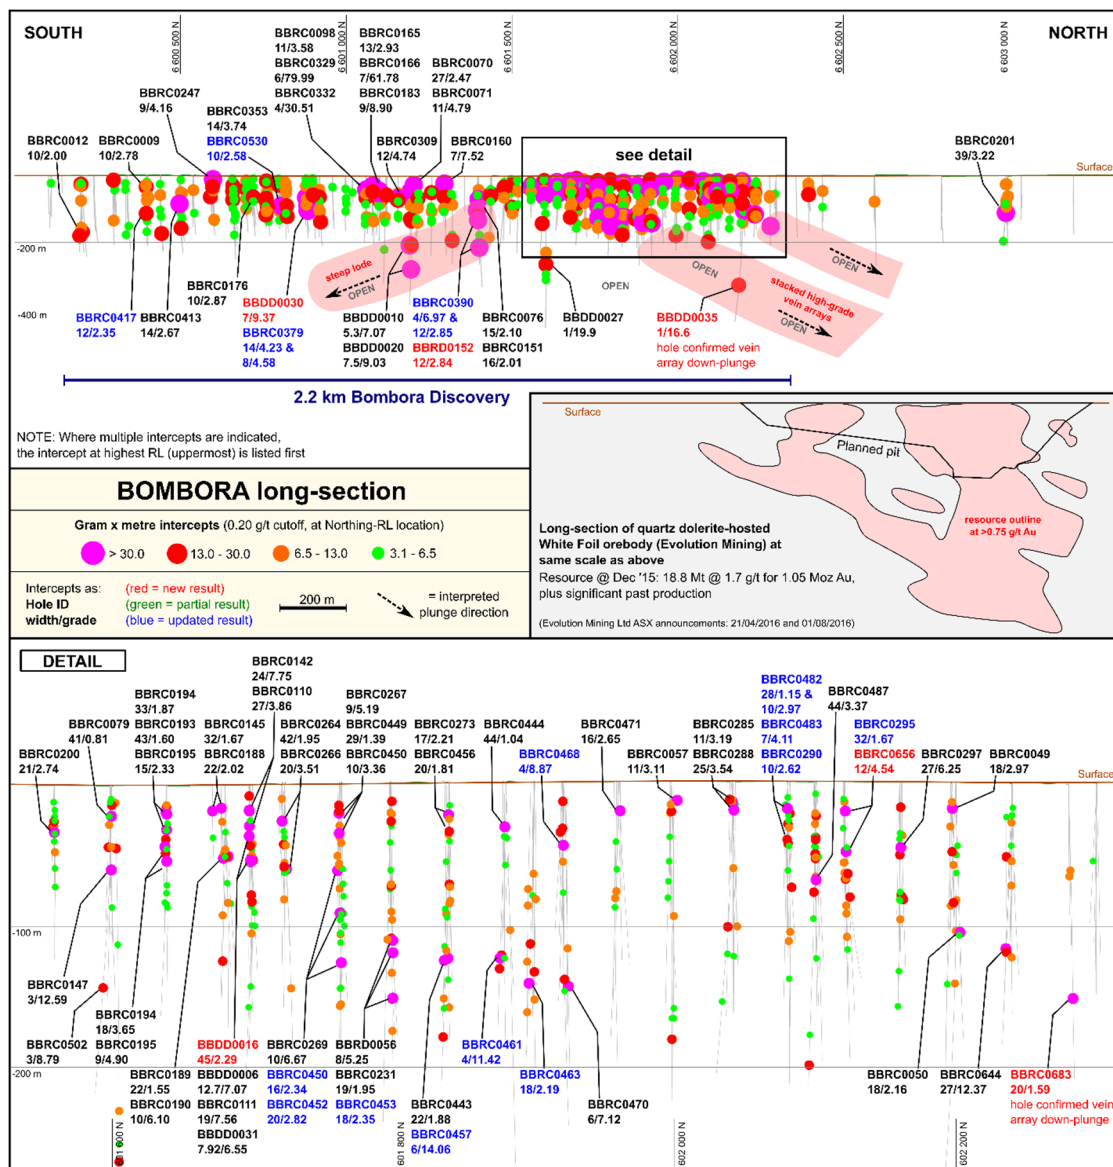 SOUTH
NORTH
6 600 500 N
6 601 000 N
6 601 500 N
6 602 000 N
6 602 500 N
6 603 000 N
BBRC0098
11/3.58
BBRC0329
6/79.99
BBRC0332
4/30.51
BBRC0165
13/2.93
BBRC0166
7/61.78
BBRC0183
9/8.90
BBRC0070
27/2.47
BBRC0071
11/4.79
BBRC0247
9/4.16
BBRC0353
14/3.74
BBRC0530
10/2.58
BBRC0012
10/2.00
BBRC0009
10/2.78
BBRC0309
12/4.74
BBRC0160
7/7.52
see detail
BBRC0201
39/3.22
Surface
-200 m
steep lode
OPEN
OPEN
OPEN
OPEN
OPEN
stacked high-grade
vein arrays
-400 m
BBRC0176
10/2.87
BBRC0417
12/2.35
BBRC0413
14/2.67
BBDD0030
7/9.37
BBRC0379
14/4.23 &
8/4.58
BBDD0010
5.3/7.07
BBDD0020
7.5/9.03
BBRC0390
4/6.97 &
12/2.85
BBRD0152
12/2.84
BBRC0076
15/2.10
BBRC0151
16/2.01
BBDD0027
1/19.9
BBDD0035
1/16.6
hole confirmed vein
array down-plunge
2.2 km Bombora Discovery
NOTE: Where multiple intercepts are indicated,
the intercept at highest RL (uppermost) is listed first
BOMBORA long-section
Gram x metre intercepts (0.20 g/t cutoff, at Northing-RL location)
> 30.0
13.0 - 30.0
6.5 - 13.0
3.1 - 6.5
Intercepts as:
Hole ID
width/grade
(red = new result)
(green = partial result)
(blue = updated result)
200 m
= interpreted
plunge direction
Surface
Planned pit
resource outline
at >0.75 g/t Au
Long-section of quartz dolerite-hosted
White Foil orebody (Evolution Mining) at
same scale as above
Resource @ Dec '15: 18.8 Mt @ 1.7 g/t for 1.05 Moz Au,
plus significant past production
(Evolution Mining Ltd ASX announcements: 21/04/2016 and 01/08/2016)
DETAIL
BBRC0142
24/7.75
BBRC0110
27/3.86
BBRC0194
33/1.87
BBRC0193
43/1.60
BBRC0195
15/2.33
BBRC0079
41/0.81
BBRC0200
21/2.74
BBRC0145
32/1.67
BBRC0188
22/2.02
BBRC0264
42/1.95
BBRC0266
20/3.51
BBRC0267
9/5.19
BBRC0449
29/1.39
BBRC0450
10/3.36
BBRC0273
17/2.21
BBRC0456
20/1.81
BBRC0444
44/1.04
BBRC0468
4/8.87
BBRC0471
16/2.65
BBRC0057
11/3.11
BBRC0285
11/3.19
BBRC0288
25/3.54
BBRC0482
28/1.15 &
10/2.97
BBRC0483
7/4.11
BBRC0290
10/2.62
BBRC0487
44/3.37
BBRC0295
32/1.67
BBRC0656
12/4.54
BBRC0297
27/6.25
BBRC0049
18/2.97
Surface
-100 m
BBRC0147
3/12.59
BBRC0502
3/8.79
BBRC0194
18/3.65
BBRC0195
9/4.90
BBRC0189
22/1.55
BBRC0190
10/6.10
BBDD0016
45/2.29
BBDD0006
12.7/7.07
BBRC0111
19/7.56
BBDD0031
7.92/6.55
BBRC0269
10/6.67
BBRC0450
16/2.34
BBRC0452
20/2.82
BBDD0056
8/5.25
BBRC0231
19/1.95
BBRC0453
18/2.35
BBRC0443
22/1.88
BBRC0457
6/14.06
BBRC0461
4/11.42
BBRC0463
18/2.19
BBRC0470
6/7.12
BBRC0050
18/2.16
BBRC0644
27/12.37
BBRC0683
20/1.59
hole confirmed vein
array down-plunge
-200 m
601 800 N
602 000 N
602 200 N